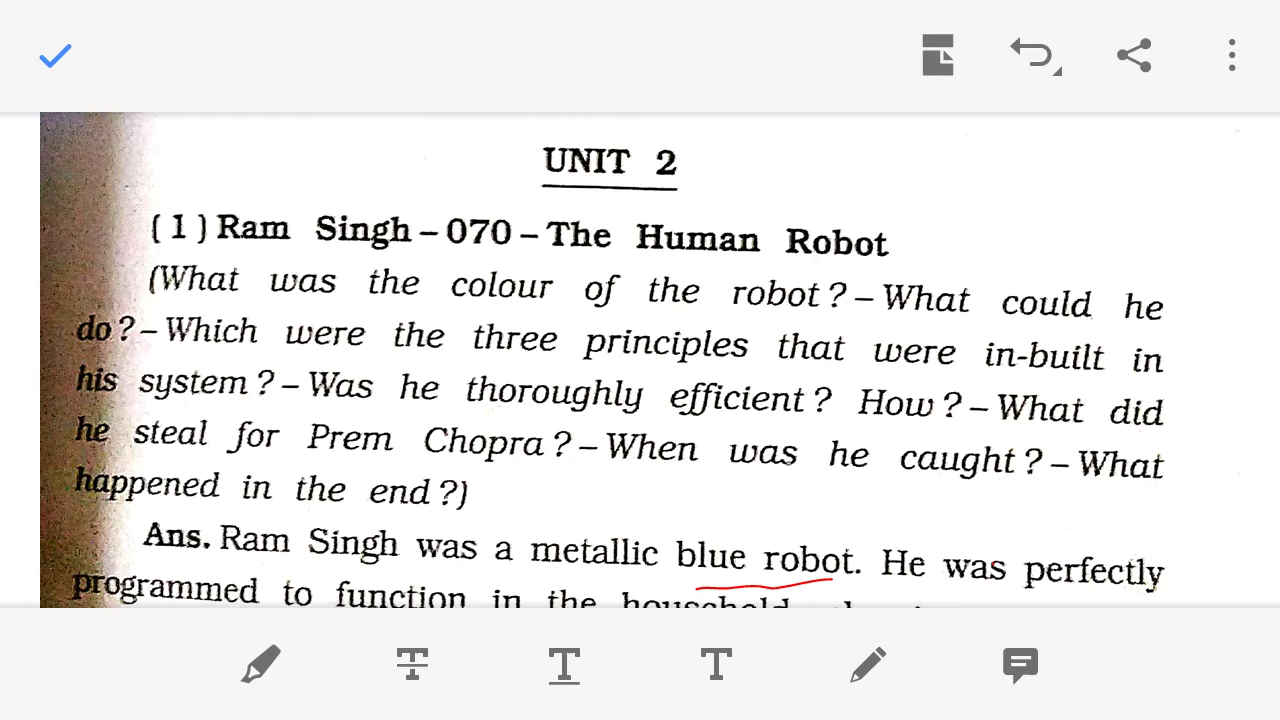 UNIT 2
(1) Ram Singh – 070 – The Human Robot
(What was the colour of the robot? – What could he
do? – Which were the three principles that were in-built in
his system? – Was he thoroughly efficient? How? – What did
he steal for Prem Chopra? – When was he caught? – What
happened in the end?)
Ans. Ram Singh was a metallic blue robot. He was perfectly
programmed to function in the household